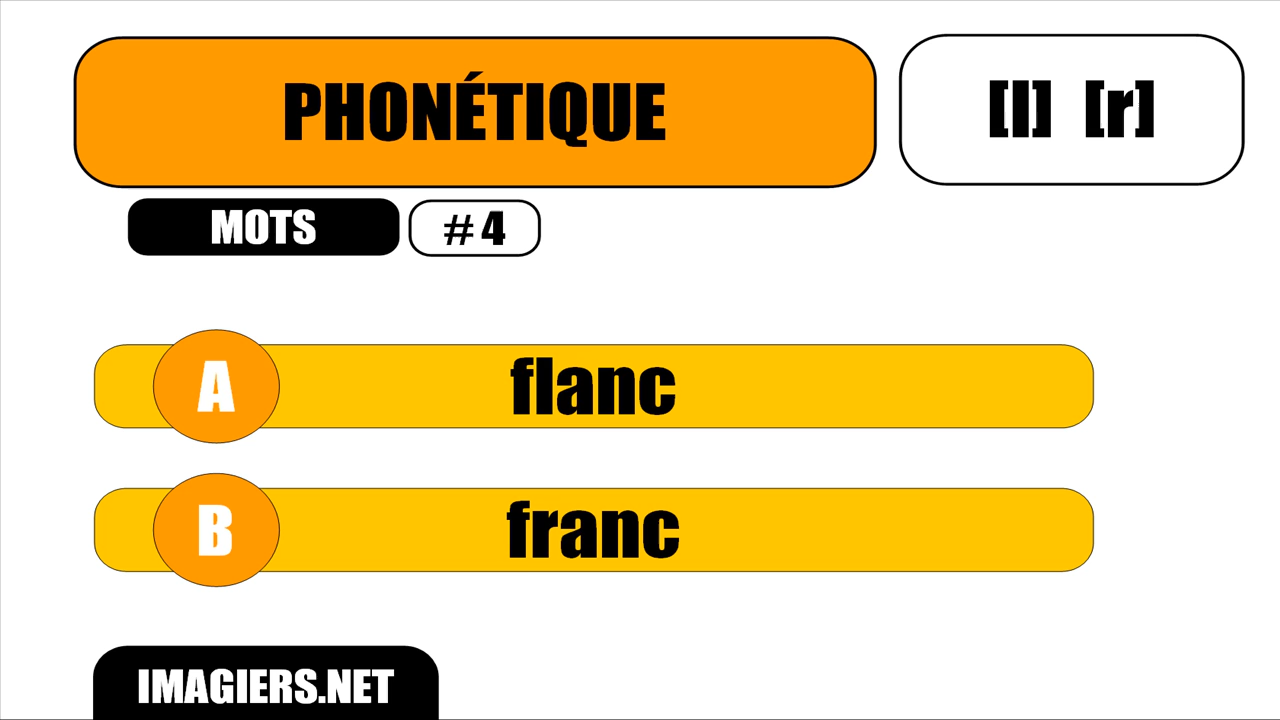 PHONÉTIQUE
[l] [r]
MOTS
#4
A
flanc
B
franc
IMAGIERS.NET